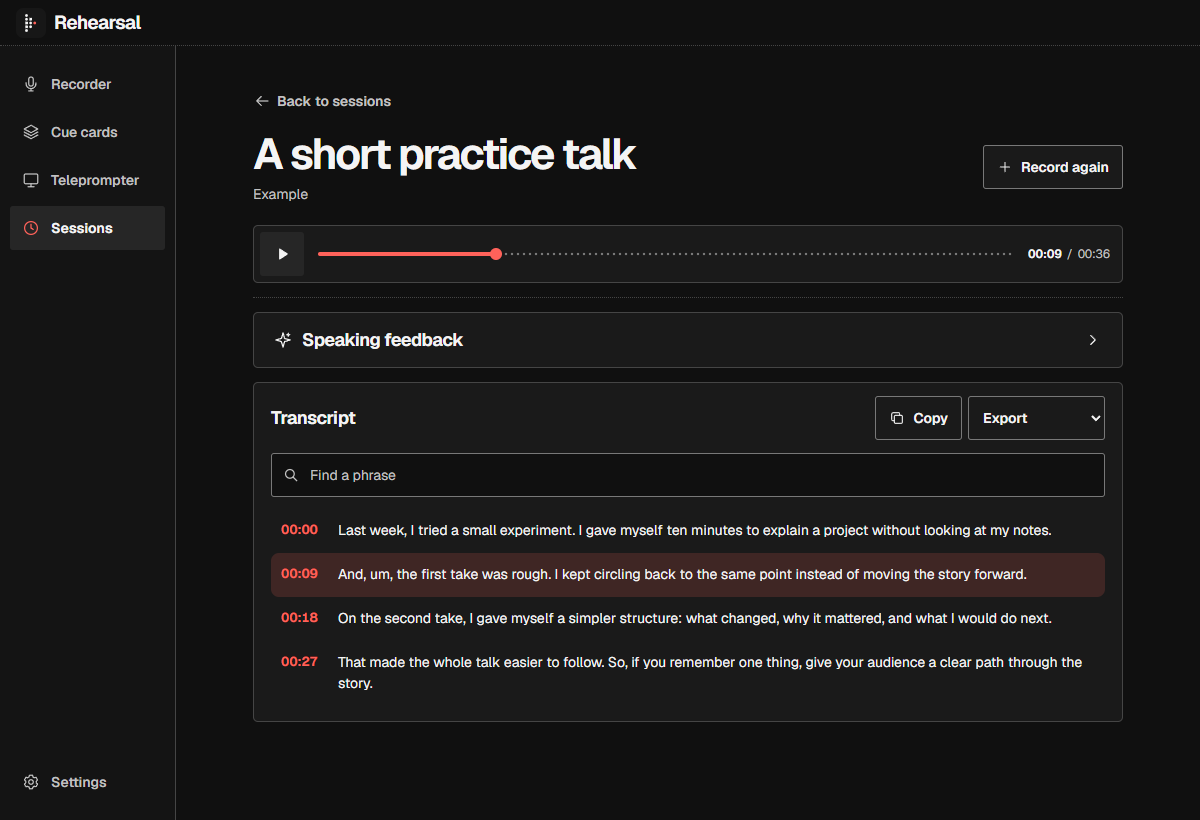 Rehearsal
Recorder
Cue cards
Teleprompter
Sessions
Settings
Back to sessions
A short practice talk
Example
Record again
00:09 / 00:36
Speaking feedback
Transcript
Copy
Export
Find a phrase
00:00 Last week, I tried a small experiment. I gave myself ten minutes to explain a project without looking at my notes.
00:09 And, um, the first take was rough. I kept circling back to the same point instead of moving the story forward.
00:18 On the second take, I gave myself a simpler structure: what changed, why it mattered, and what I would do next.
00:27 That made the whole talk easier to follow. So, if you remember one thing, give your audience a clear path through the
story.